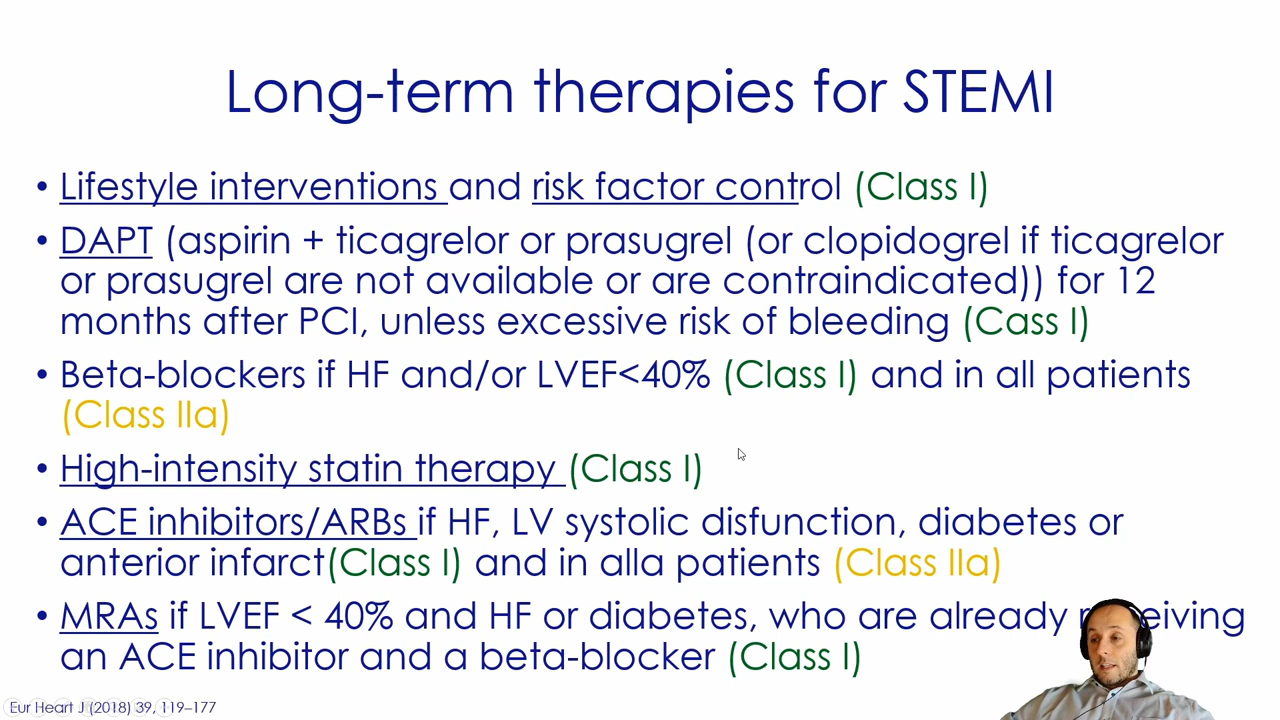 Long-term therapies for STEMI
• Lifestyle interventions and risk factor control (Class I)
• DAPT (aspirin + ticagrelor or prasugrel (or clopidogrel if ticagrelor
or prasugrel are not available or are contraindicated)) for 12
months after PCI, unless excessive risk of bleeding (Cass I)
• Beta-blockers if HF and/or LVEF<40% (Class I) and in all patients
(Class IIa)
• High-intensity statin therapy (Class I)
• ACE inhibitors/ARBs if HF, LV systolic disfunction, diabetes or
anterior infarct(Class I) and in alla patients (Class IIa)
• MRAs if LVEF < 40% and HF or diabetes, who are already
an ACE inhibitor and a beta-blocker (Class I)
Eur Heart J (2018) 39, 119–177